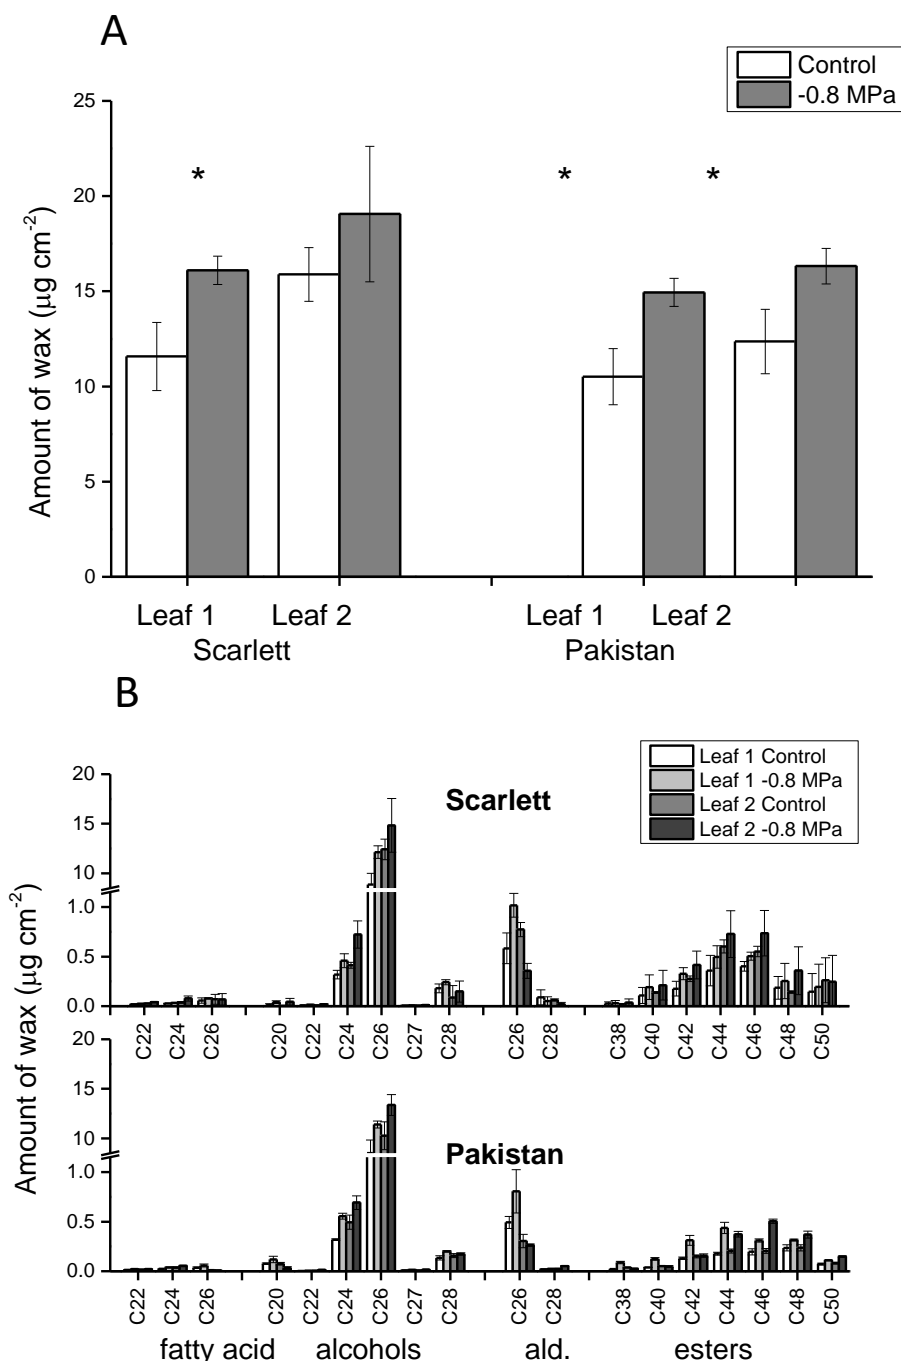 A
Control
-0.8 MPa
25
20
15
10
5
0
Amount of wax (µg cm-2)
*
*
*
Leaf 1 Leaf 2 Leaf 1 Leaf 2
Scarlett Pakistan
B
Leaf 1 Control
Leaf 1 -0.8 MPa
Leaf 2 Control
Leaf 2 -0.8 MPa
Scarlett
20
15
10
1.0
0.5
0.0
C22 C24 C26 C20 C22 C24 C26 C27 C28 C26 C28 C38 C40 C42 C44 C46 C48 C50
Amount of wax (µg cm-2)
Pakistan
20
15
10
1.0
0.5
0.0
C22 C24 C26 C20 C22 C24 C26 C27 C28 C26 C28 C38 C40 C42 C44 C46 C48 C50
fatty acid alcohols ald. esters